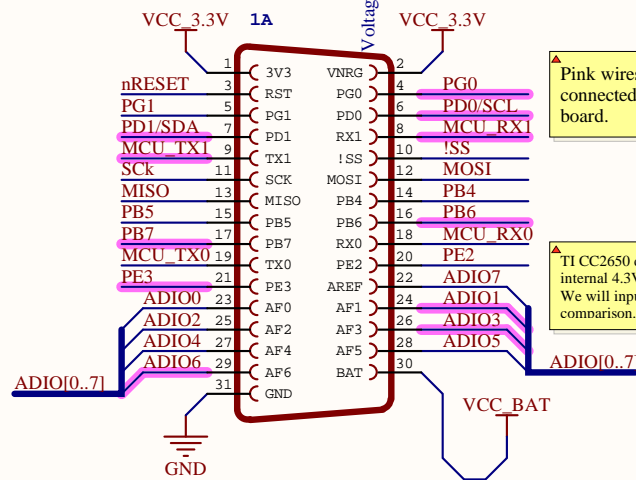 VCC_3.3V
1A
Voltag
VCC_3.3V
1 3V3 VNRG 2
nRESET 3 RST PG0 4 PG0
PG1 5 PG1 PD0 6 PD0/SCL
PD1/SDA 7 PD1 RX1 8 MCU_RX1
MCU_TX1 9 TX1 !SS 10 !SS
SCk 11 SCK MOSI 12 MOSI
MISO 13 MISO PB4 14 PB4
PB5 15 PB5 PB6 16 PB6
PB7 17 PB7 RX0 18 MCU_RX0
MCU_TX0 19 TX0 PE2 20 PE2
PE3 21 PE3 AREF 22 ADIO7
ADIO0 23 AF0 AF1 24 ADIO1
ADIO2 25 AF2 AF3 26 ADIO3
ADIO4 27 AF4 AF5 28 ADIO5
ADIO6 29 AF6 BAT 30
31 GND
ADIO[0..7]
ADIO[0..7]
GND
VCC_BAT
Pink wires
connected
board.
TI CC2650
internal 4.3V
We will inpu
comparison.